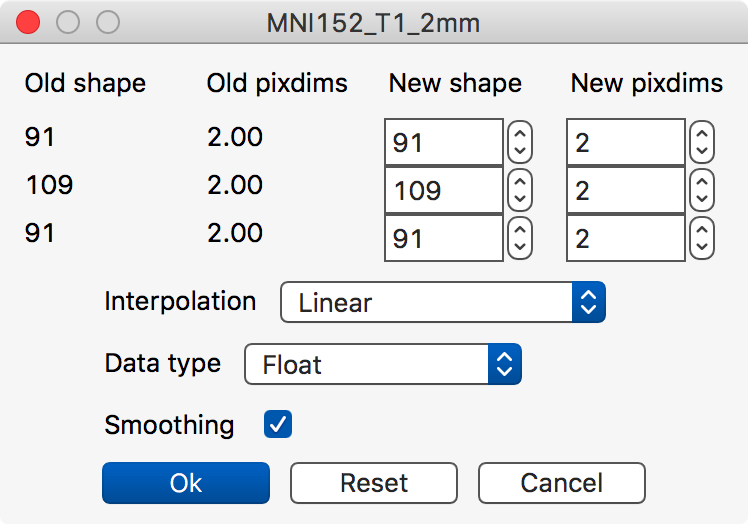 MNI152_T1_2mm
Old shape Old pixdims New shape New pixdims
91 2.00 91 2
109 2.00 109 2
91 2.00 91 2
Interpolation Linear
Data type Float
Smoothing
Ok Reset Cancel